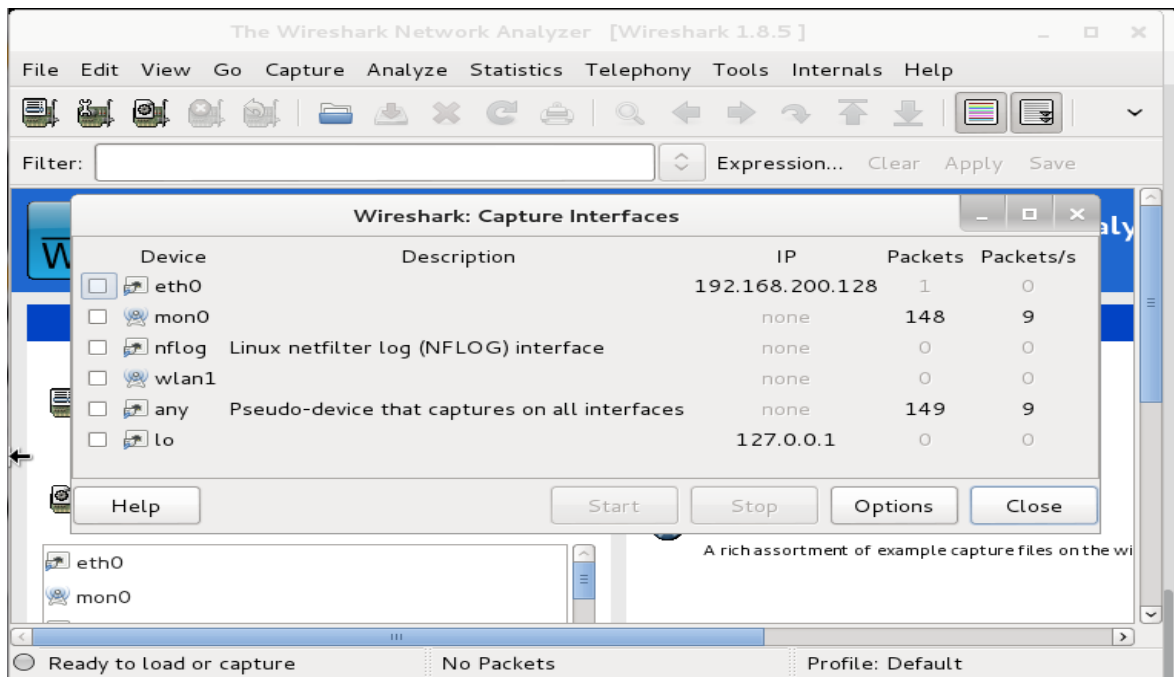 The Wireshark Network Analyzer [Wireshark 1.8.5 ]
File Edit View Go Capture Analyze Statistics Telephony Tools Internals Help
Filter: Expression... Clear Apply Save
Wireshark: Capture Interfaces
Device Description IP Packets Packets/s
eth0 192.168.200.128 1 0
mon0 none 148 9
nflog Linux netfilter log (NFLOG) interface none 0 0
wlan1 none 0 0
any Pseudo-device that captures on all interfaces none 149 9
lo 127.0.0.1 0 0
Help Start Stop Options Close
eth0
mon0
A rich assortment of example capture files on the wi
Ready to load or capture No Packets Profile: Default